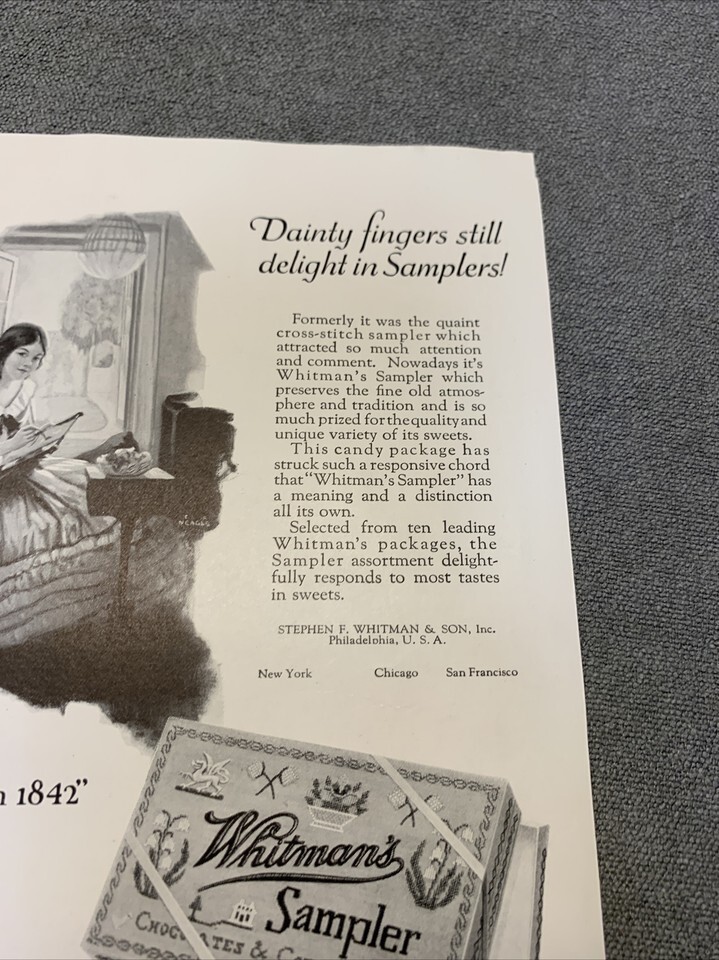 Dainty fingers still
delight in Samplers!
Formerly it was the quaint
cross-stitch sampler which
attracted so much attention
and comment. Nowadays it's
Whitman's Sampler which
preserves the fine old atmos-
phere and tradition and is so
much prized for the quality and
unique variety of its sweets.
This candy package has
struck such a responsive chord
that "Whitman's Sampler" has
a meaning and a distinction
all its own.
Selected from ten leading
Whitman's packages, the
Sampler assortment delight-
fully responds to most tastes
in sweets.
STEPHEN F. WHITMAN & SON, Inc.
Philadelphia, U. S. A.
New York Chicago San Francisco
1842"
Whitman's
Sampler
&